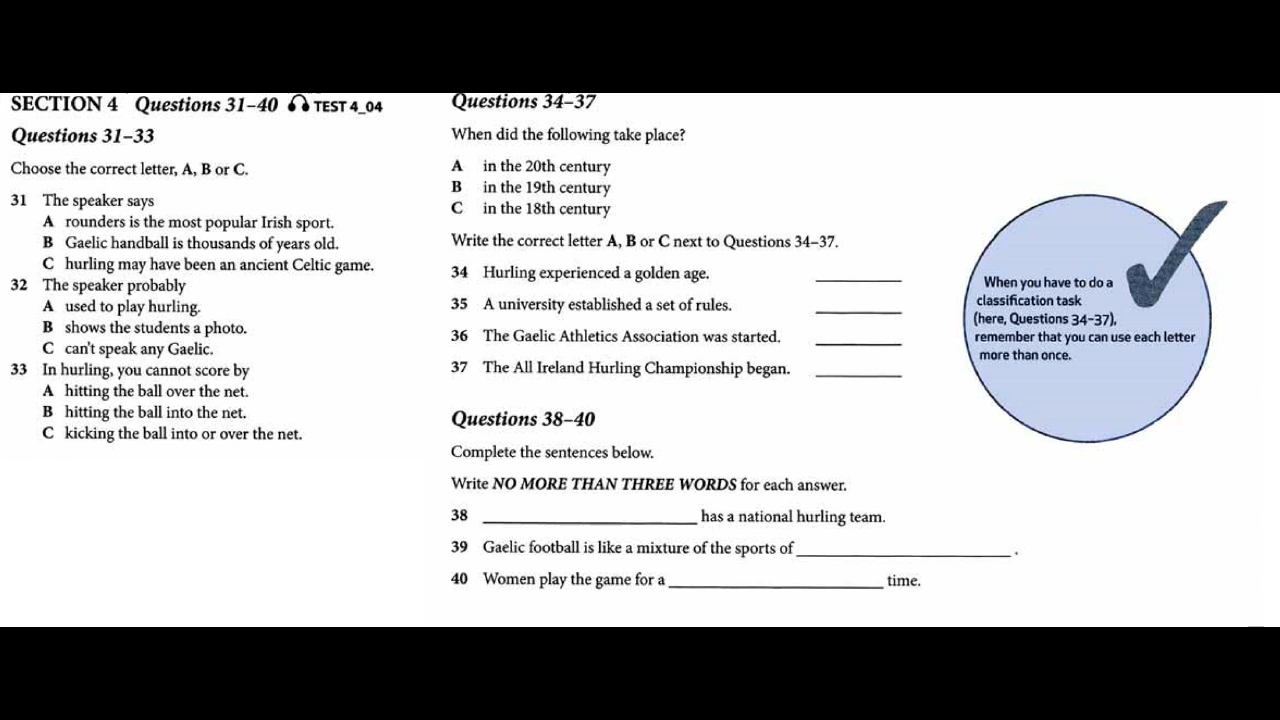 SECTION 4 Questions 31–40 TEST 4_04
Questions 31–33
Choose the correct letter, A, B or C.
31 The speaker says
A rounders is the most popular Irish sport.
B Gaelic handball is thousands of years old.
C hurling may have been an ancient Celtic game.
32 The speaker probably
A used to play hurling.
B shows the students a photo.
C can't speak any Gaelic.
33 In hurling, you cannot score by
A hitting the ball over the net.
B hitting the ball into the net.
C kicking the ball into or over the net.
Questions 34–37
When did the following take place?
A in the 20th century
B in the 19th century
C in the 18th century
Write the correct letter A, B or C next to Questions 34–37.
34 Hurling experienced a golden age. ____________
35 A university established a set of rules. ____________
36 The Gaelic Athletics Association was started. ____________
37 The All Ireland Hurling Championship began. ____________
Questions 38–40
Complete the sentences below.
Write NO MORE THAN THREE WORDS for each answer.
38 ____________ has a national hurling team.
39 Gaelic football is like a mixture of the sports of ____________ .
40 Women play the game for a ____________ time.
When you have to do a
classification task
(here, Questions 34–37),
remember that you can use each letter
more than once.